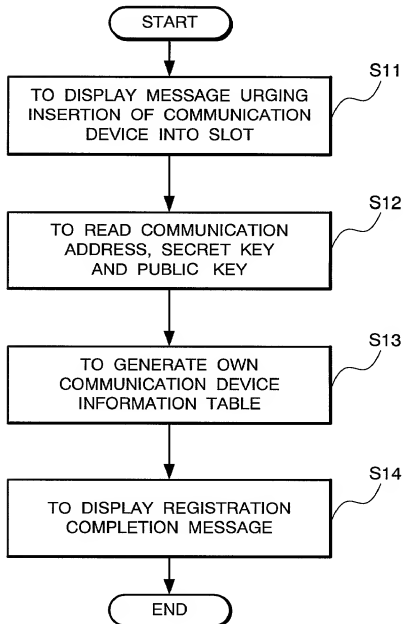 START
S11
TO DISPLAY MESSAGE URGING
INSERTION OF COMMUNICATION
DEVICE INTO SLOT
S12
TO READ COMMUNICATION
ADDRESS, SECRET KEY
AND PUBLIC KEY
S13
TO GENERATE OWN
COMMUNICATION DEVICE
INFORMATION TABLE
S14
TO DISPLAY REGISTRATION
COMPLETION MESSAGE
END